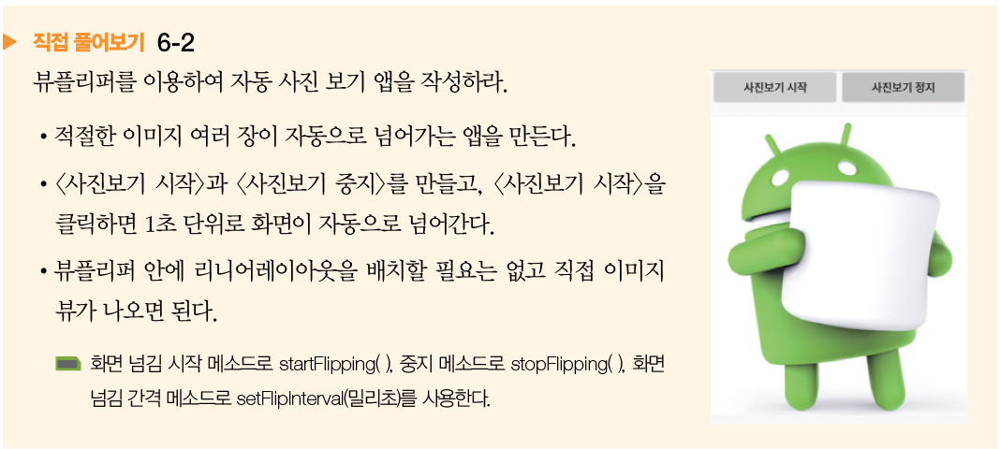 직접 풀어보기 6-2
뷰플리퍼를 이용하여 자동 사진 보기 앱을 작성하라.
• 적절한 이미지 여러 장이 자동으로 넘어가는 앱을 만든다.
• 〈사진보기 시작〉과 〈사진보기 중지〉를 만들고, 〈사진보기 시작〉을
클릭하면 1초 단위로 화면이 자동으로 넘어간다.
• 뷰플리퍼 안에 리니어레이아웃을 배치할 필요는 없고 직접 이미지
뷰가 나오면 된다.
화면 넘김 시작 메소드로 startFlipping( ), 중지 메소드로 stopFlipping( ), 화면
넘김 간격 메소드로 setFlipInterval(밀리초)를 사용한다.
사진보기 시작 사진보기 정지